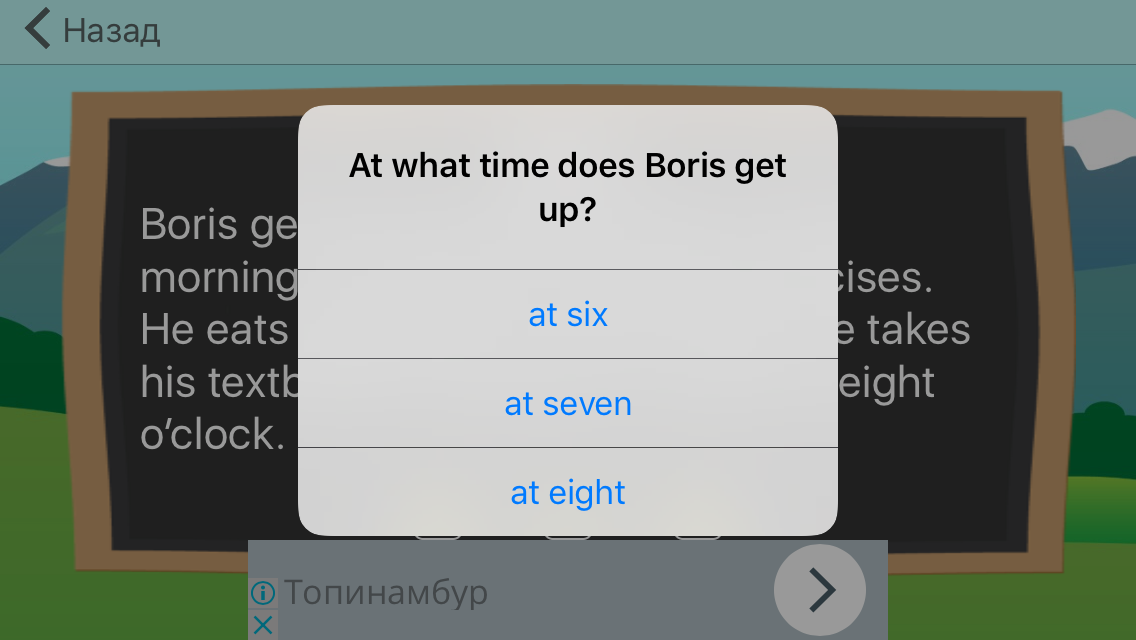 Назад
At what time does Boris get
up?
Boris ge
morning
cises.
at six
He eats
e takes
his textb
eight
at seven
o’clock.
at eight
Топинамбур